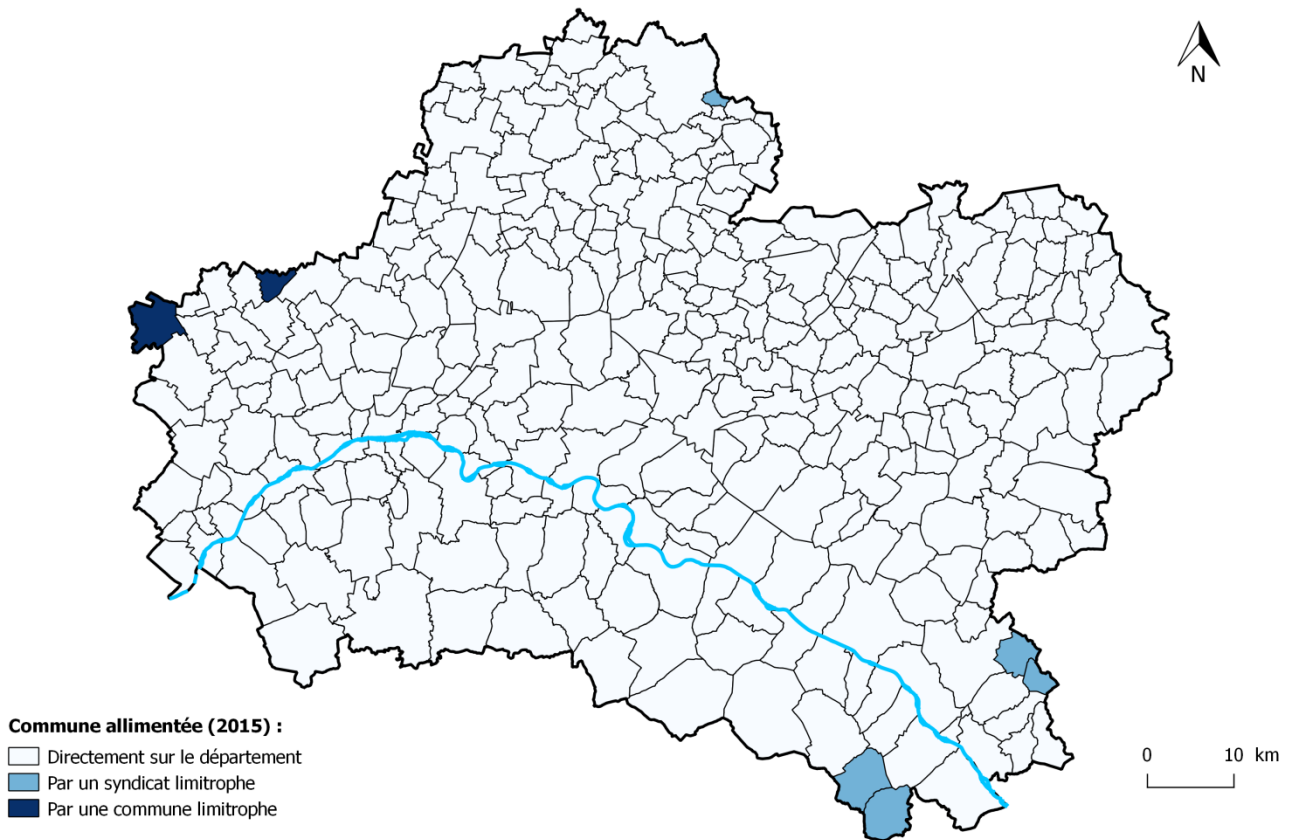 N
Commune allimentée (2015) :
Directement sur le département
Par un syndicat limitrophe
Par une commune limitrophe
0 10 km